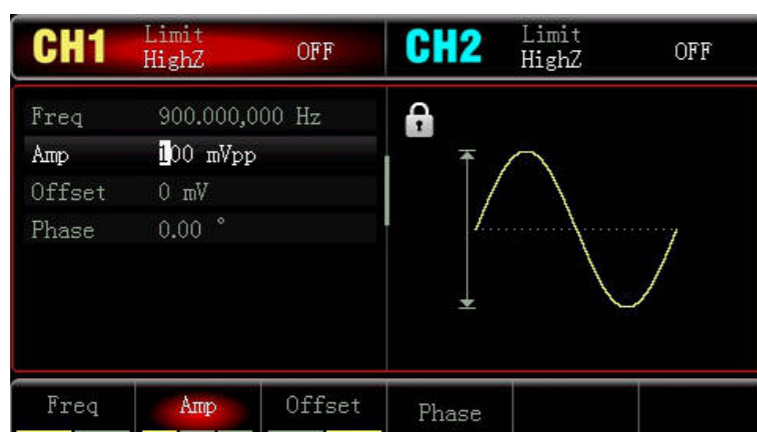 CH1 Limit HighZ OFF CH2 Limit HighZ OFF
Freq 900.000,000 Hz
Amp 100 mVpp
Offset 0 mV
Phase 0.00 °
Freq Amp Offset Phase